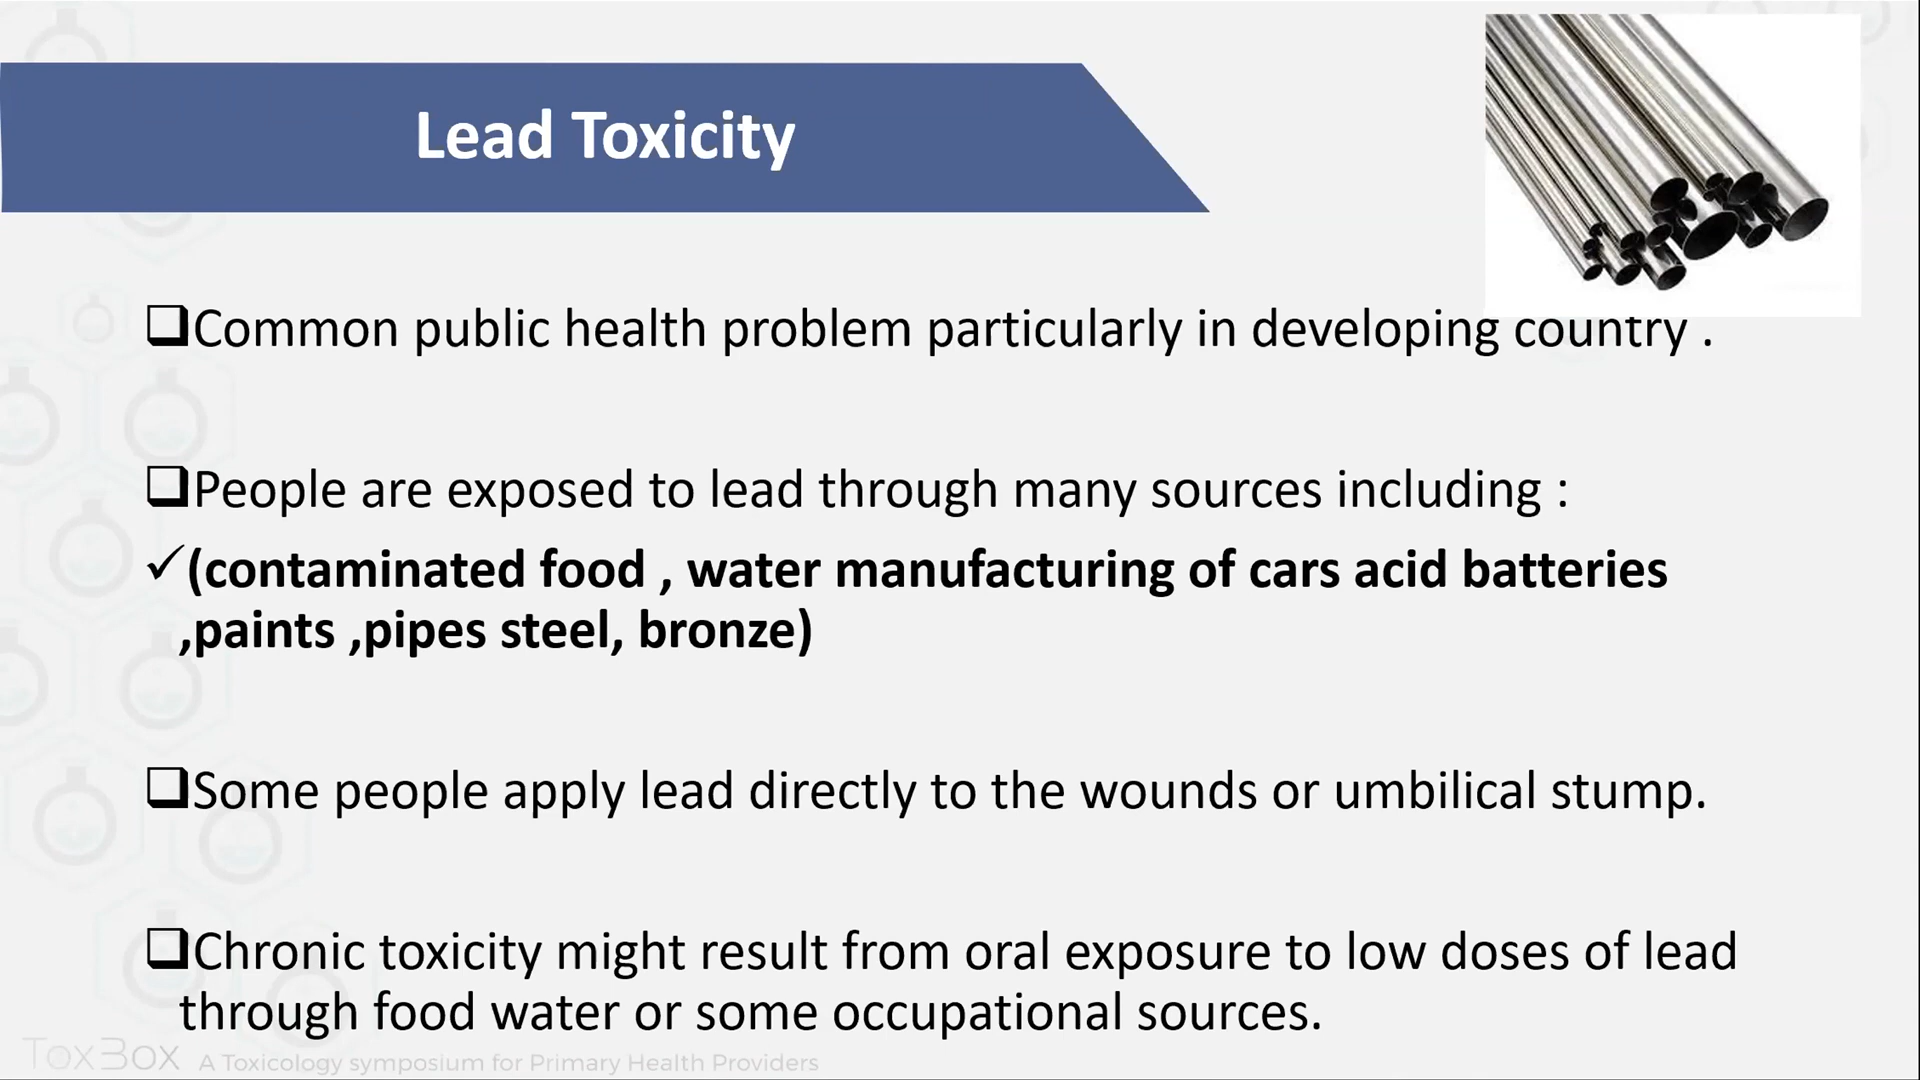 Lead Toxicity
Common public health problem particularly in developing country .
People are exposed to lead through many sources including :
✓(contaminated food , water manufacturing of cars acid batteries
,paints ,pipes steel, bronze)
Some people apply lead directly to the wounds or umbilical stump.
Chronic toxicity might result from oral exposure to low doses of lead
through food water or some occupational sources.
ToxBox A Toxicology symposium for Primary Health Providers